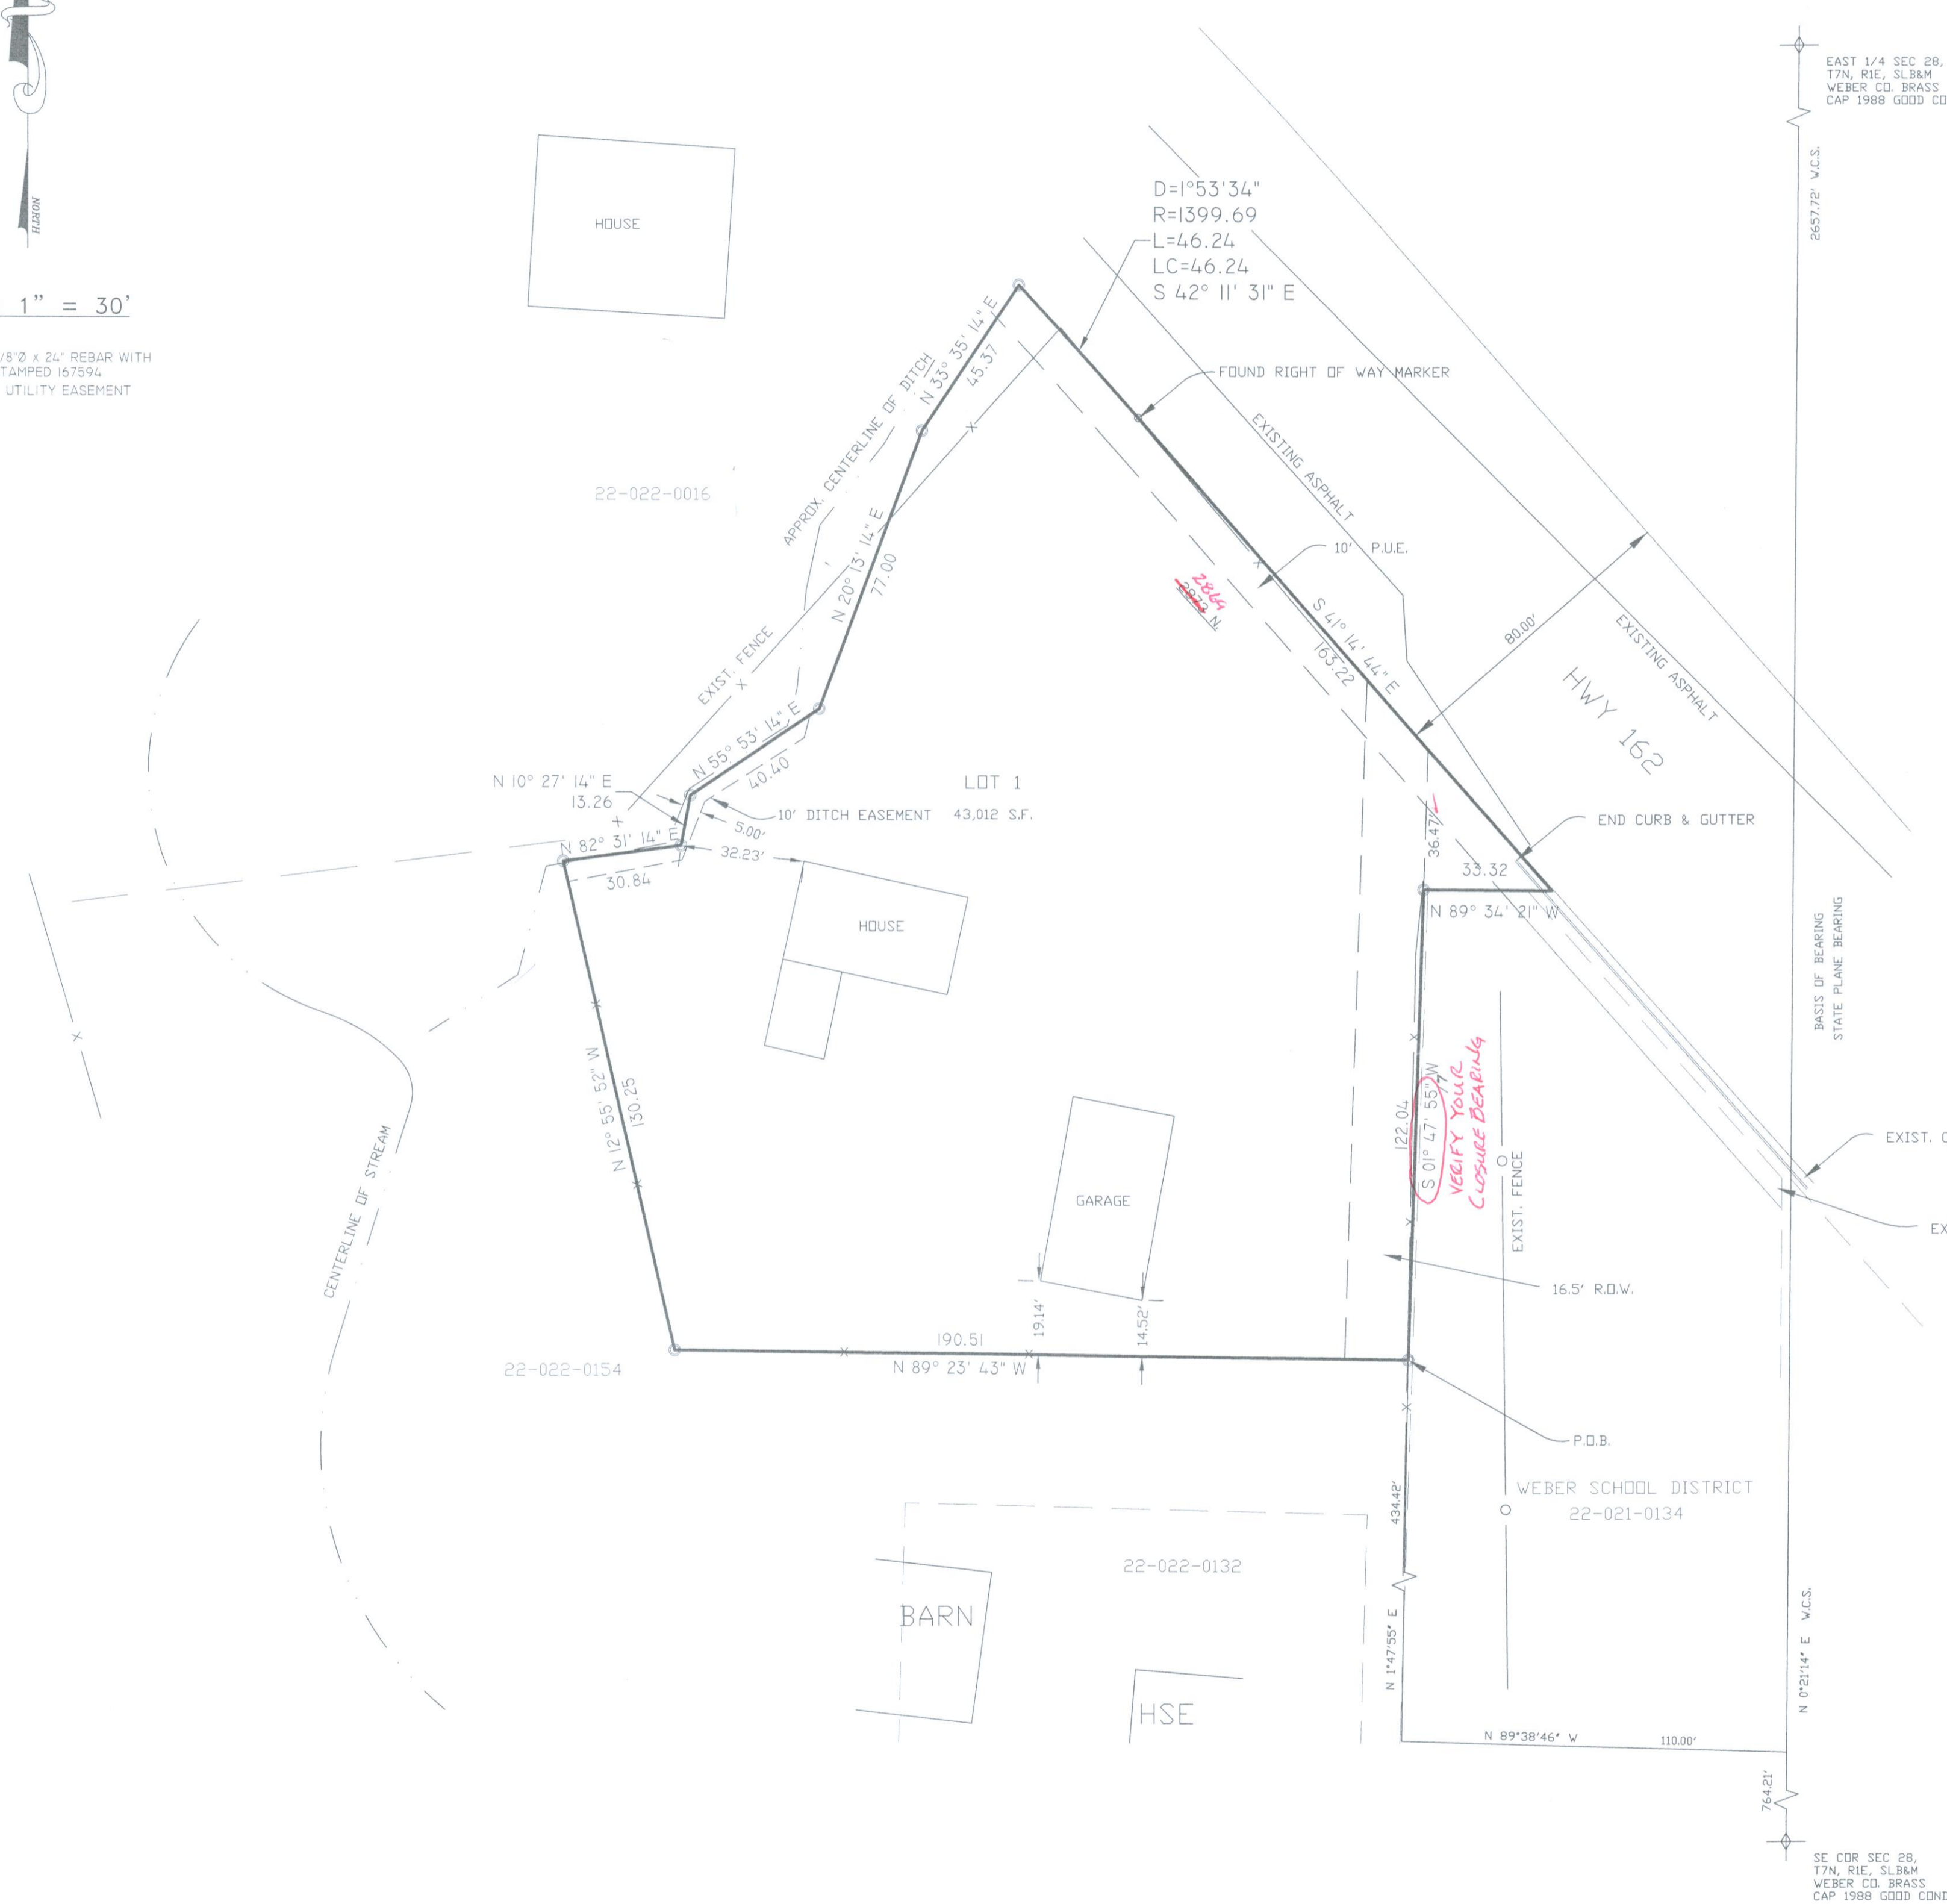 NORTH
1" = 30'
/8"Ø x 24" REBAR WITH
TAMPED 167594
UTILITY EASEMENT
EAST 1/4 SEC 28,
T7N, R1E, SLB&M
WEBER CO. BRASS
CAP 1988 GOOD CO
2657.72' W.C.S.
HOUSE
D=1°53'34"
R=1399.69
L=46.24
LC=46.24
S 42° 11' 31" E
FOUND RIGHT OF WAY MARKER
N 33° 35' 14" E
45.37
APPROX. CENTERLINE OF DITCH
EXISTING ASPHALT
22-022-0016
10' P.U.E.
N 20° 13' 14" E
77.00
2864
N.
S 41° 14' 44" E
163.22
80.00'
EXISTING ASPHALT
HWY 162
EXIST. FENCE
N 55° 53' 14" E
40.40
N 10° 27' 14" E
13.26
LOT 1
10' DITCH EASEMENT 43,012 S.F.
5.00'
N 82° 31' 14" E
30.84
32.23'
36.47'
END CURB & GUTTER
33.32
N 89° 34' 21" W
HOUSE
BASIS OF BEARING
STATE PLANE BEARING
N 12° 55' 52" W
130.25
122.04
S 01° 47' 55" W
VERIFY YOUR
CLOSURE BEARING
EXIST. FENCE
EXIST. C
EX
CENTERLINE OF STREAM
GARAGE
16.5' R.O.W.
19.14'
14.52'
190.51
N 89° 23' 43" W
22-022-0154
P.O.B.
434.42'
WEBER SCHOOL DISTRICT
22-021-0134
22-022-0132
BARN
HSE
N 1°47'55" E
N 0°21'14" E W.C.S.
N 89°38'46" W 110.00'
764.21'
SE COR SEC 28,
T7N, R1E, SLB&M
WEBER CO. BRASS
CAP 1988 GOOD COND